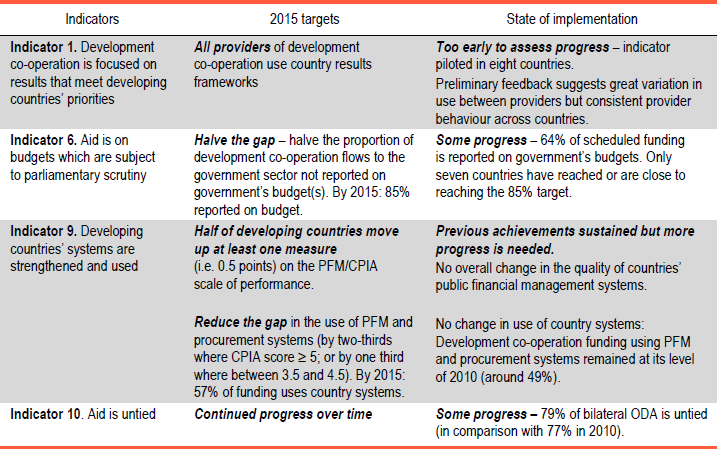 Indicators
2015 targets
State of implementation
Indicator 1. Development
co-operation is focused on
results that meet developing
countries' priorities
All providers of development
co-operation use country results
frameworks
Too early to assess progress – indicator
piloted in eight countries.
Preliminary feedback suggests great variation in
use between providers but consistent provider
behaviour across countries.
Indicator 6. Aid is on
budgets which are subject
to parliamentary scrutiny
Halve the gap – halve the proportion of
development co-operation flows to the
government sector not reported on
government's budget(s). By 2015: 85%
reported on budget.
Some progress – 64% of scheduled funding
is reported on government's budgets. Only
seven countries have reached or are close to
reaching the 85% target.
Indicator 9. Developing
countries' systems are
strengthened and used
Half of developing countries move
up at least one measure
(i.e. 0.5 points) on the PFM/CPIA
scale of performance.
Reduce the gap in the use of PFM and
procurement systems (by two-thirds
where CPIA score ≥ 5; or by one third
where between 3.5 and 4.5). By 2015:
57% of funding uses country systems.
Previous achievements sustained but more
progress is needed.
No overall change in the quality of countries'
public financial management systems.
No change in use of country systems:
Development co-operation funding using PFM
and procurement systems remained at its level
of 2010 (around 49%).
Indicator 10. Aid is untied
Continued progress over time
Some progress – 79% of bilateral ODA is untied
(in comparison with 77% in 2010).